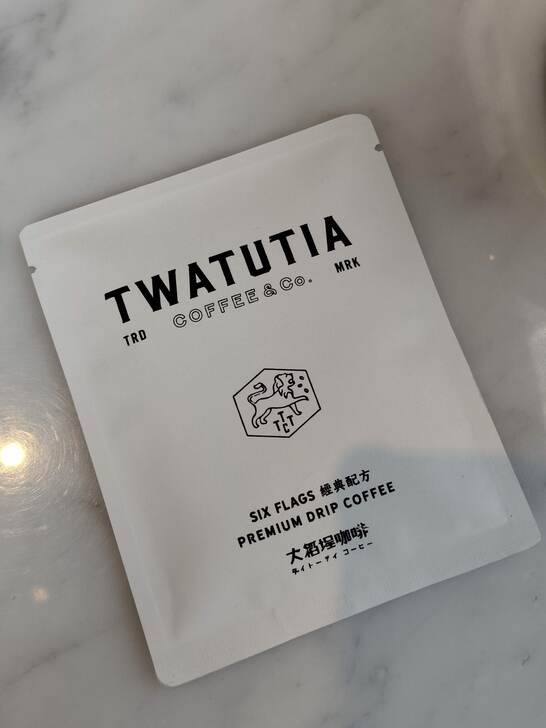 TWATUTIA
COFFEE & Co.
TRD MRK
T
T T
C
SIX FLAGS 經典配方
PREMIUM DRIP COFFEE
大稻埕咖啡
ダイトーテイ コーヒー